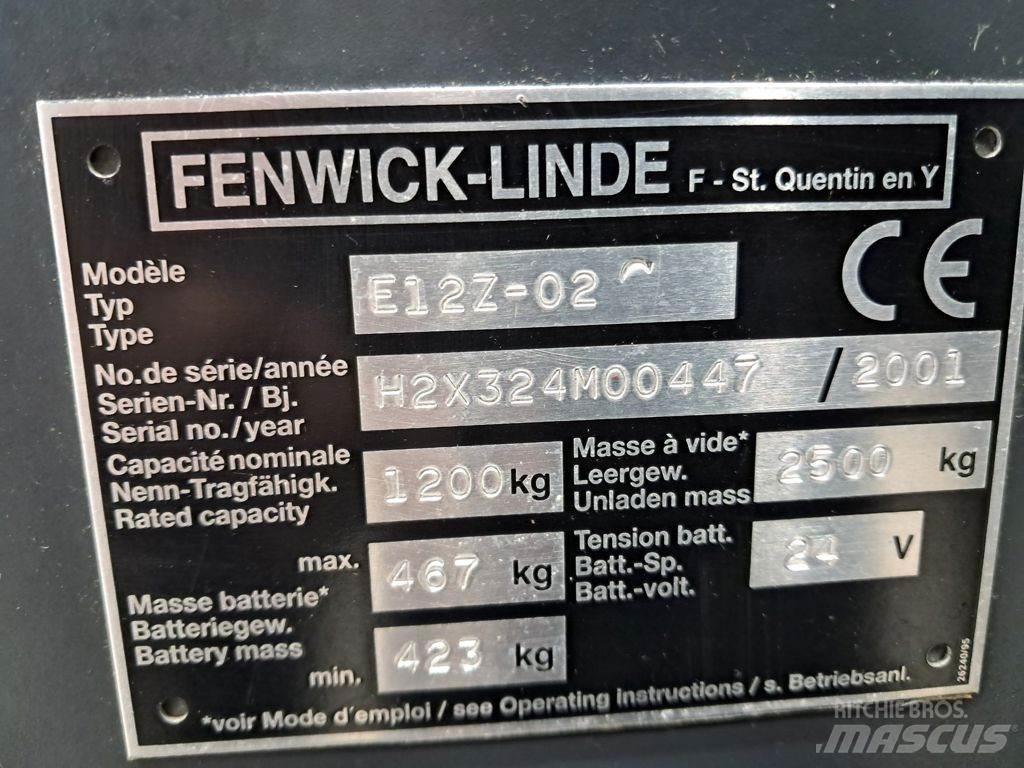 FENWICK-LINDE F - St. Quentin en Y
CE
Modèle
Typ
Type
E12Z-02
No.de série/année
Serien-Nr. / Bj.
Serial no./year
H2X324M00447 / 2001
Capacité nominale
Nenn-Tragfähigk.
Rated capacity
1200 kg
Masse à vide*
Leergew.
Unladen mass
2500 kg
max. 467 kg
Tension batt.
Batt.-Sp.
Batt.-volt.
24 V
Masse batterie*
Batteriegew.
Battery mass
min. 423 kg
*voir Mode d'emploi / see Operating instructions / s. Betriebsanl.
26240/95
RITCHIE BROS.
MASCUS